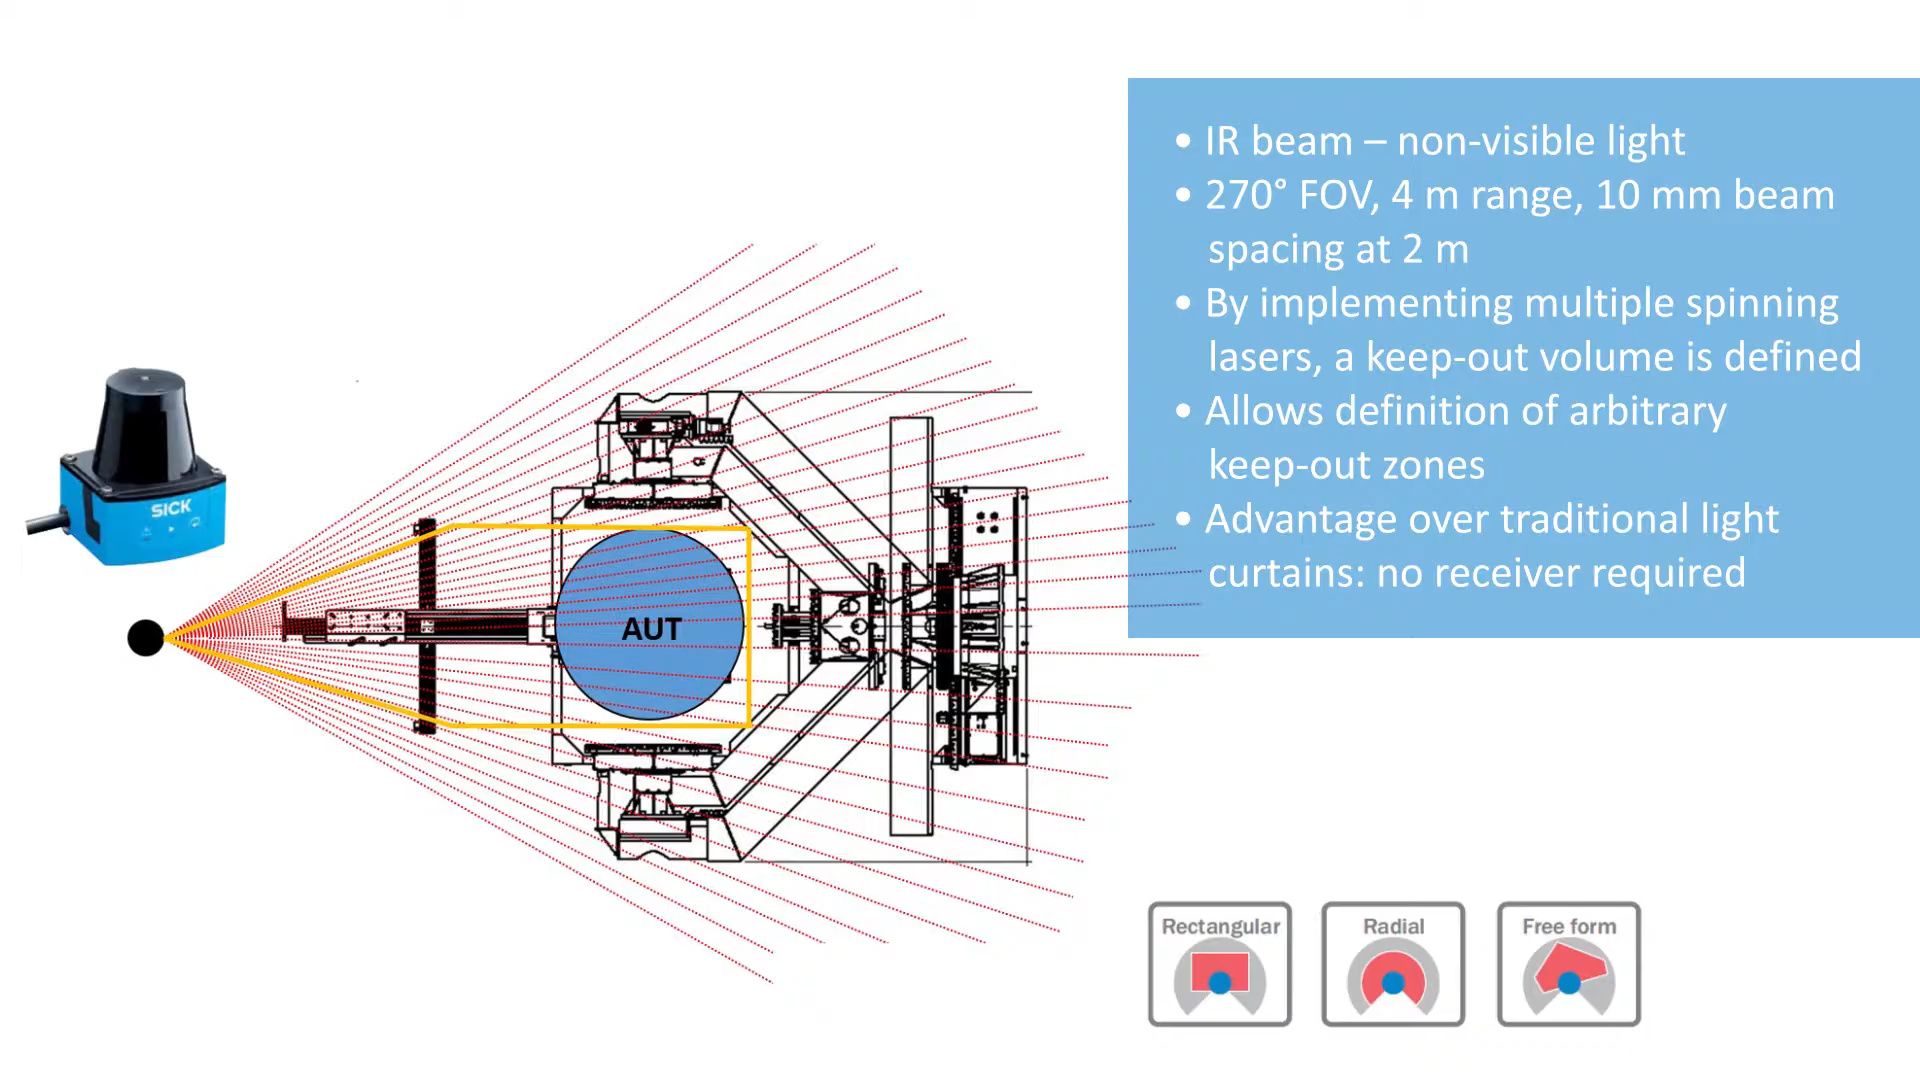 • IR beam – non-visible light
• 270° FOV, 4 m range, 10 mm beam
spacing at 2 m
• By implementing multiple spinning
lasers, a keep-out volume is defined
• Allows definition of arbitrary
keep-out zones
• Advantage over traditional light
curtains: no receiver required
SICK
AUT
Rectangular
Radial
Free form